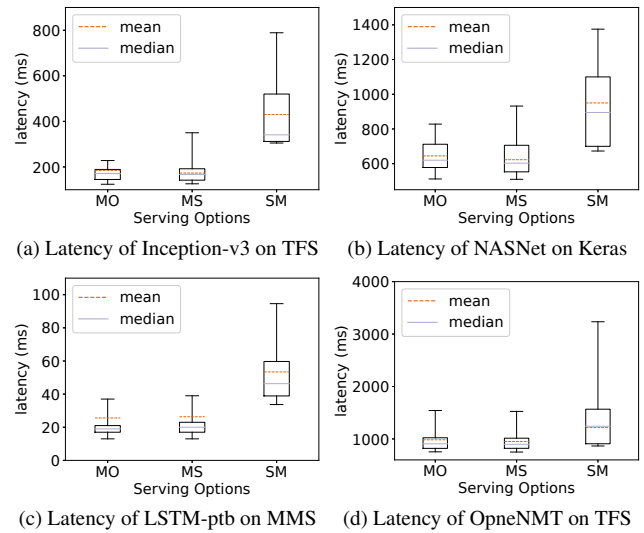 800
600
400
200
latency (ms)
mean
median
MO MS SM
Serving Options
(a) Latency of Inception-v3 on TFS
1400
1200
1000
800
600
latency (ms)
mean
median
MO MS SM
Serving Options
(b) Latency of NASNet on Keras
100
80
60
40
20
0
latency (ms)
mean
median
MO MS SM
Serving Options
(c) Latency of LSTM-ptb on MMS
4000
3000
2000
1000
latency (ms)
mean
median
MO MS SM
Serving Options
(d) Latency of OpneNMT on TFS